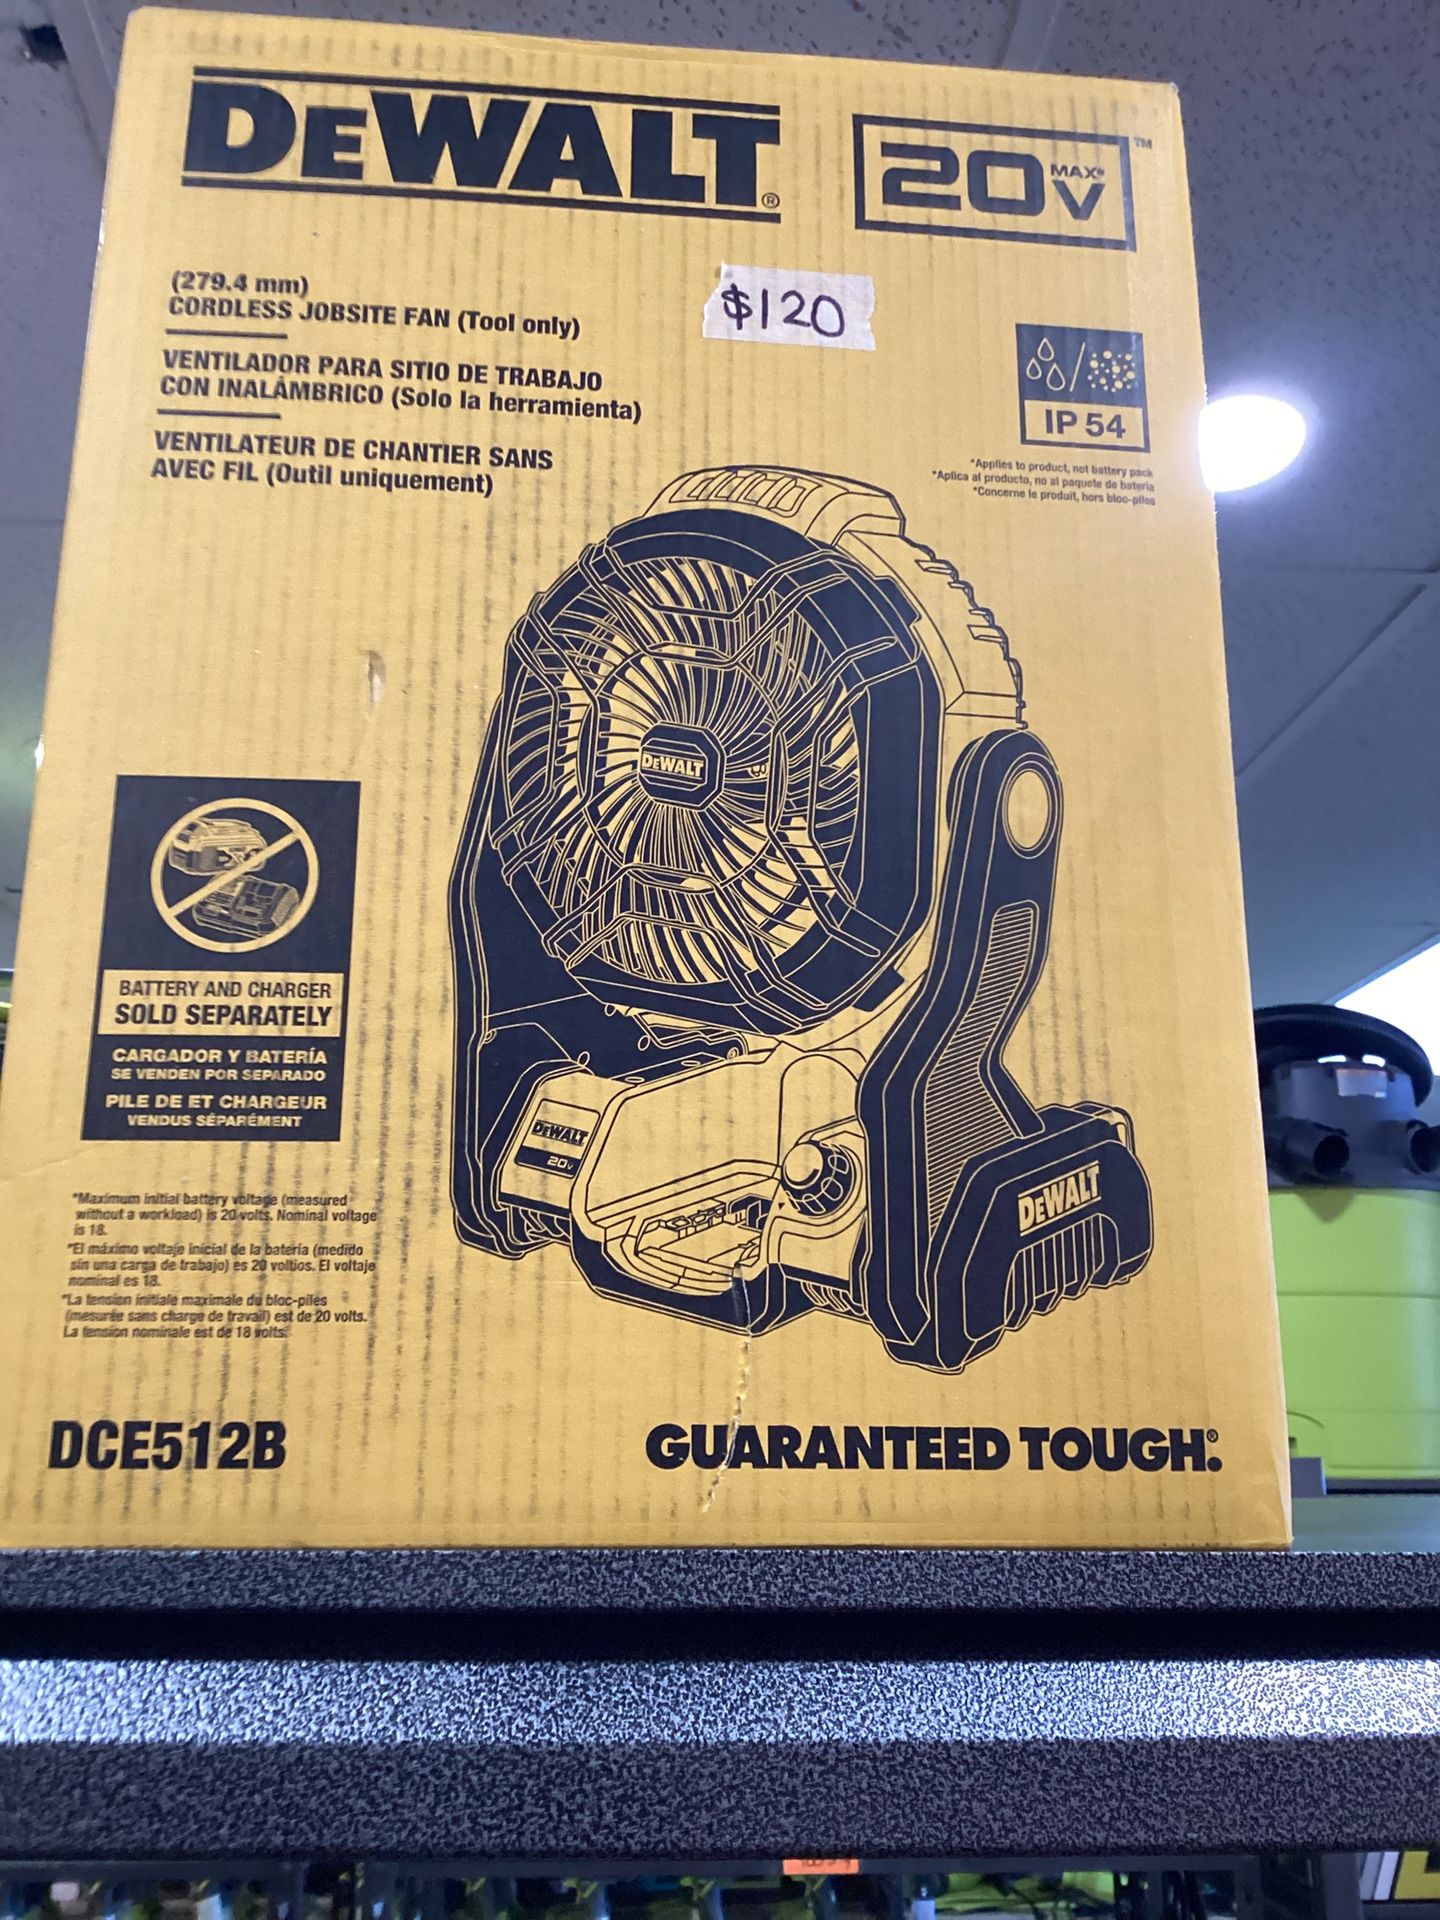 DEWALT®
20V MAX* ™
(279.4 mm)
CORDLESS JOBSITE FAN (Tool only)
$120
VENTILADOR PARA SITIO DE TRABAJO
CON INALÁMBRICO (Solo la herramienta)
VENTILATEUR DE CHANTIER SANS
AVEC FIL (Outil uniquement)
IP 54
*Applies to product, not battery pack
*Aplica al producto, no al paquete de batería
*Concerne le produit, hors bloc-piles
DEWALT
BATTERY AND CHARGER
SOLD SEPARATELY
CARGADOR Y BATERÍA
SE VENDEN POR SEPARADO
PILE DE ET CHARGEUR
VENDUS SÉPARÉMENT
DEWALT
20V
DEWALT
*Maximum initial battery voltage (measured
without a workload) is 20 volts. Nominal voltage
is 18.
*El máximo voltaje inicial de la batería (medido
sin una carga de trabajo) es 20 voltios. El voltaje
nominal es 18.
*La tension initiale maximale du bloc-piles
(mesurée sans charge de travail) est de 20 volts.
La tension nominale est de 18 volts.
DCE512B
GUARANTEED TOUGH®.